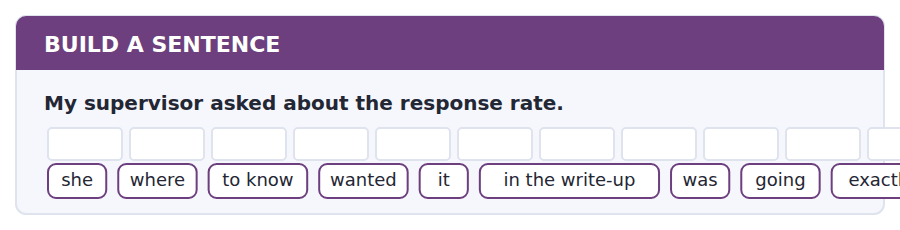 BUILD A SENTENCE
My supervisor asked about the response rate.
she where to know wanted it in the write-up was going